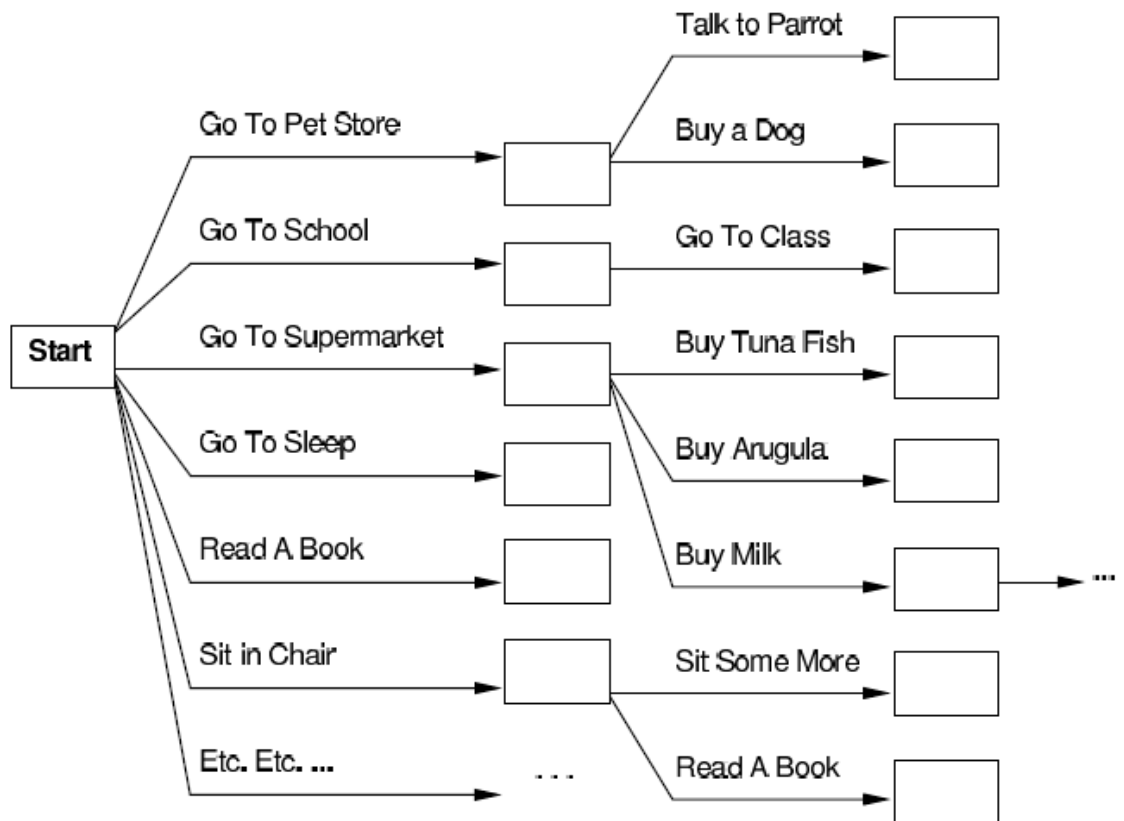 Talk to Parrot
Go To Pet Store
Buy a Dog
Go To School
Go To Class
Start
Go To Supermarket
Buy Tuna Fish
Go To Sleep
Buy Arugula
Read A Book
Buy Milk
...
Sit in Chair
Sit Some More
Etc. Etc. ...
. . .
Read A Book